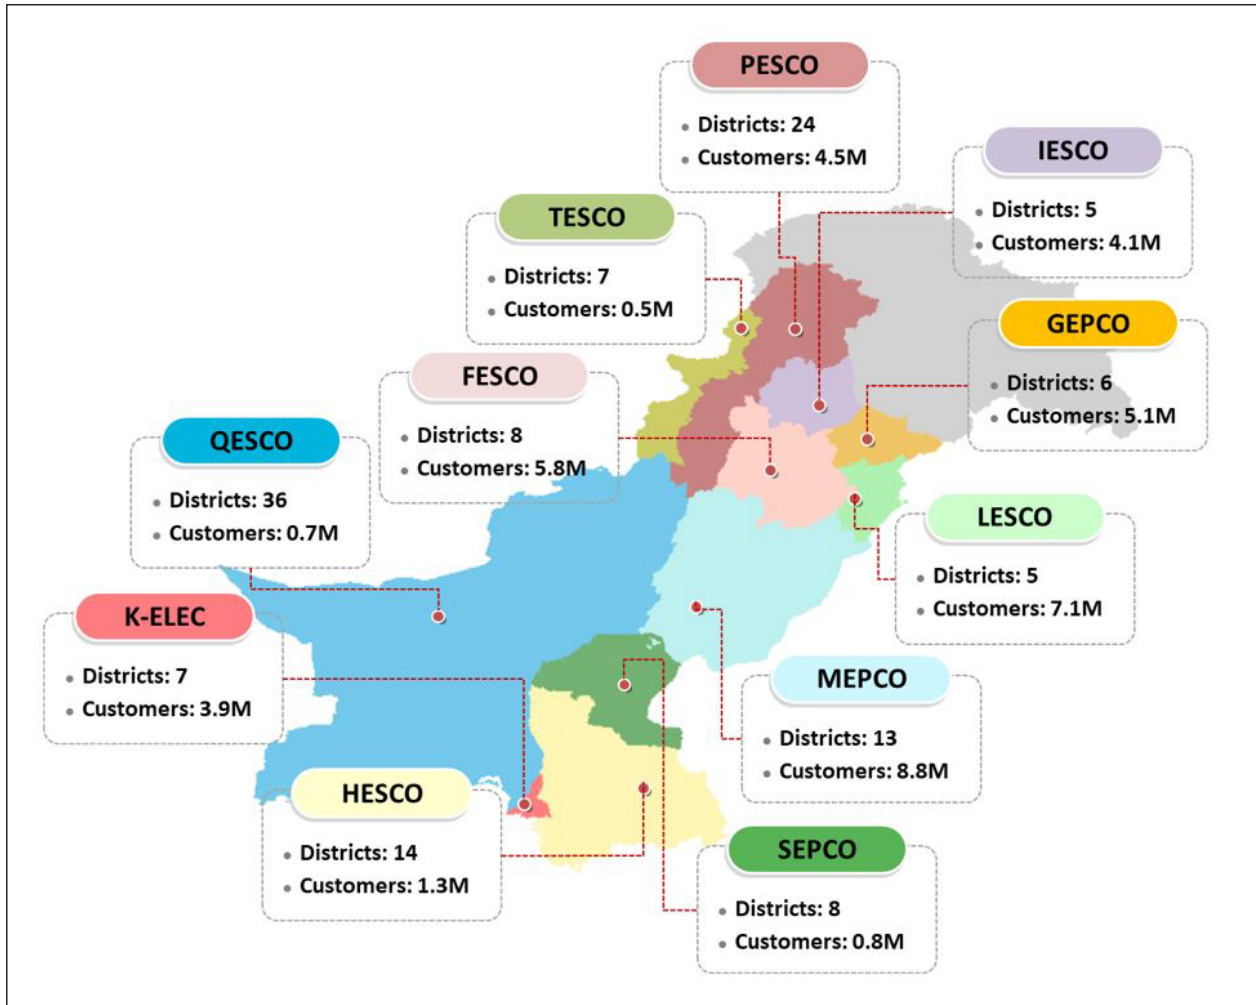 PESCO
Districts: 24
Customers: 4.5M
IESCO
Districts: 5
Customers: 4.1M
TESCO
Districts: 7
Customers: 0.5M
GEPCO
Districts: 6
Customers: 5.1M
FESCO
Districts: 8
Customers: 5.8M
QESCO
Districts: 36
Customers: 0.7M
LESCO
Districts: 5
Customers: 7.1M
K-ELEC
Districts: 7
Customers: 3.9M
MEPCO
Districts: 13
Customers: 8.8M
HESCO
Districts: 14
Customers: 1.3M
SEPCO
Districts: 8
Customers: 0.8M